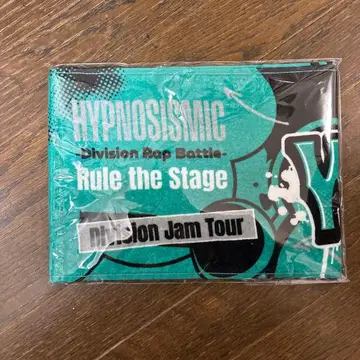 HYPNOSISMIC
-Division Rap Battle-
Rule the Stage
Division Jam Tour